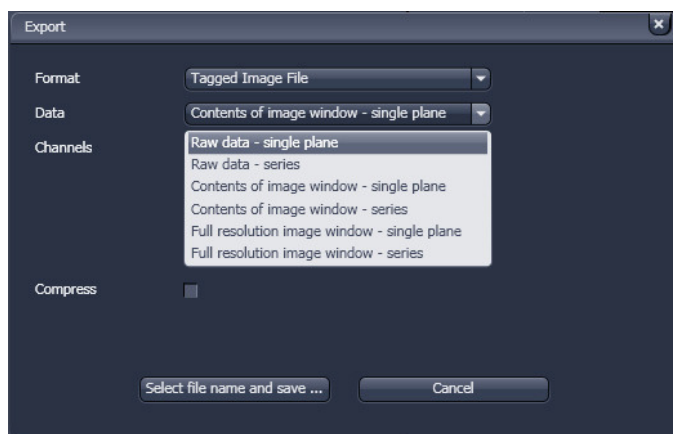 Export
Format Tagged Image File
Data Contents of image window - single plane
Channels Raw data - single plane
Raw data - series
Contents of image window - single plane
Contents of image window - series
Full resolution image window - single plane
Full resolution image window - series
Compress
Select file name and save ... Cancel